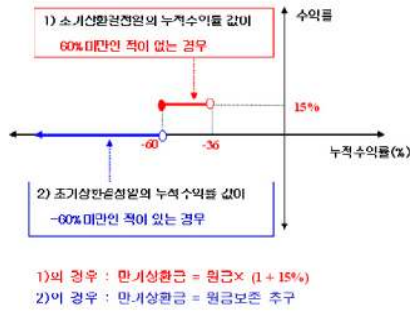 1) 조기상환결정일의 누적수익률 값이
60%미만인 적이 없는 경우
수익률
15%
-60
-36
누적수익률(%)
2) 조기상환결정일의 누적수익률 값이
-60%미만인 적이 있는 경우
1)의 경우 : 만기상환금 = 원금× (1 + 15%)
2)의 경우 : 만기상환금 = 원금보존 추구